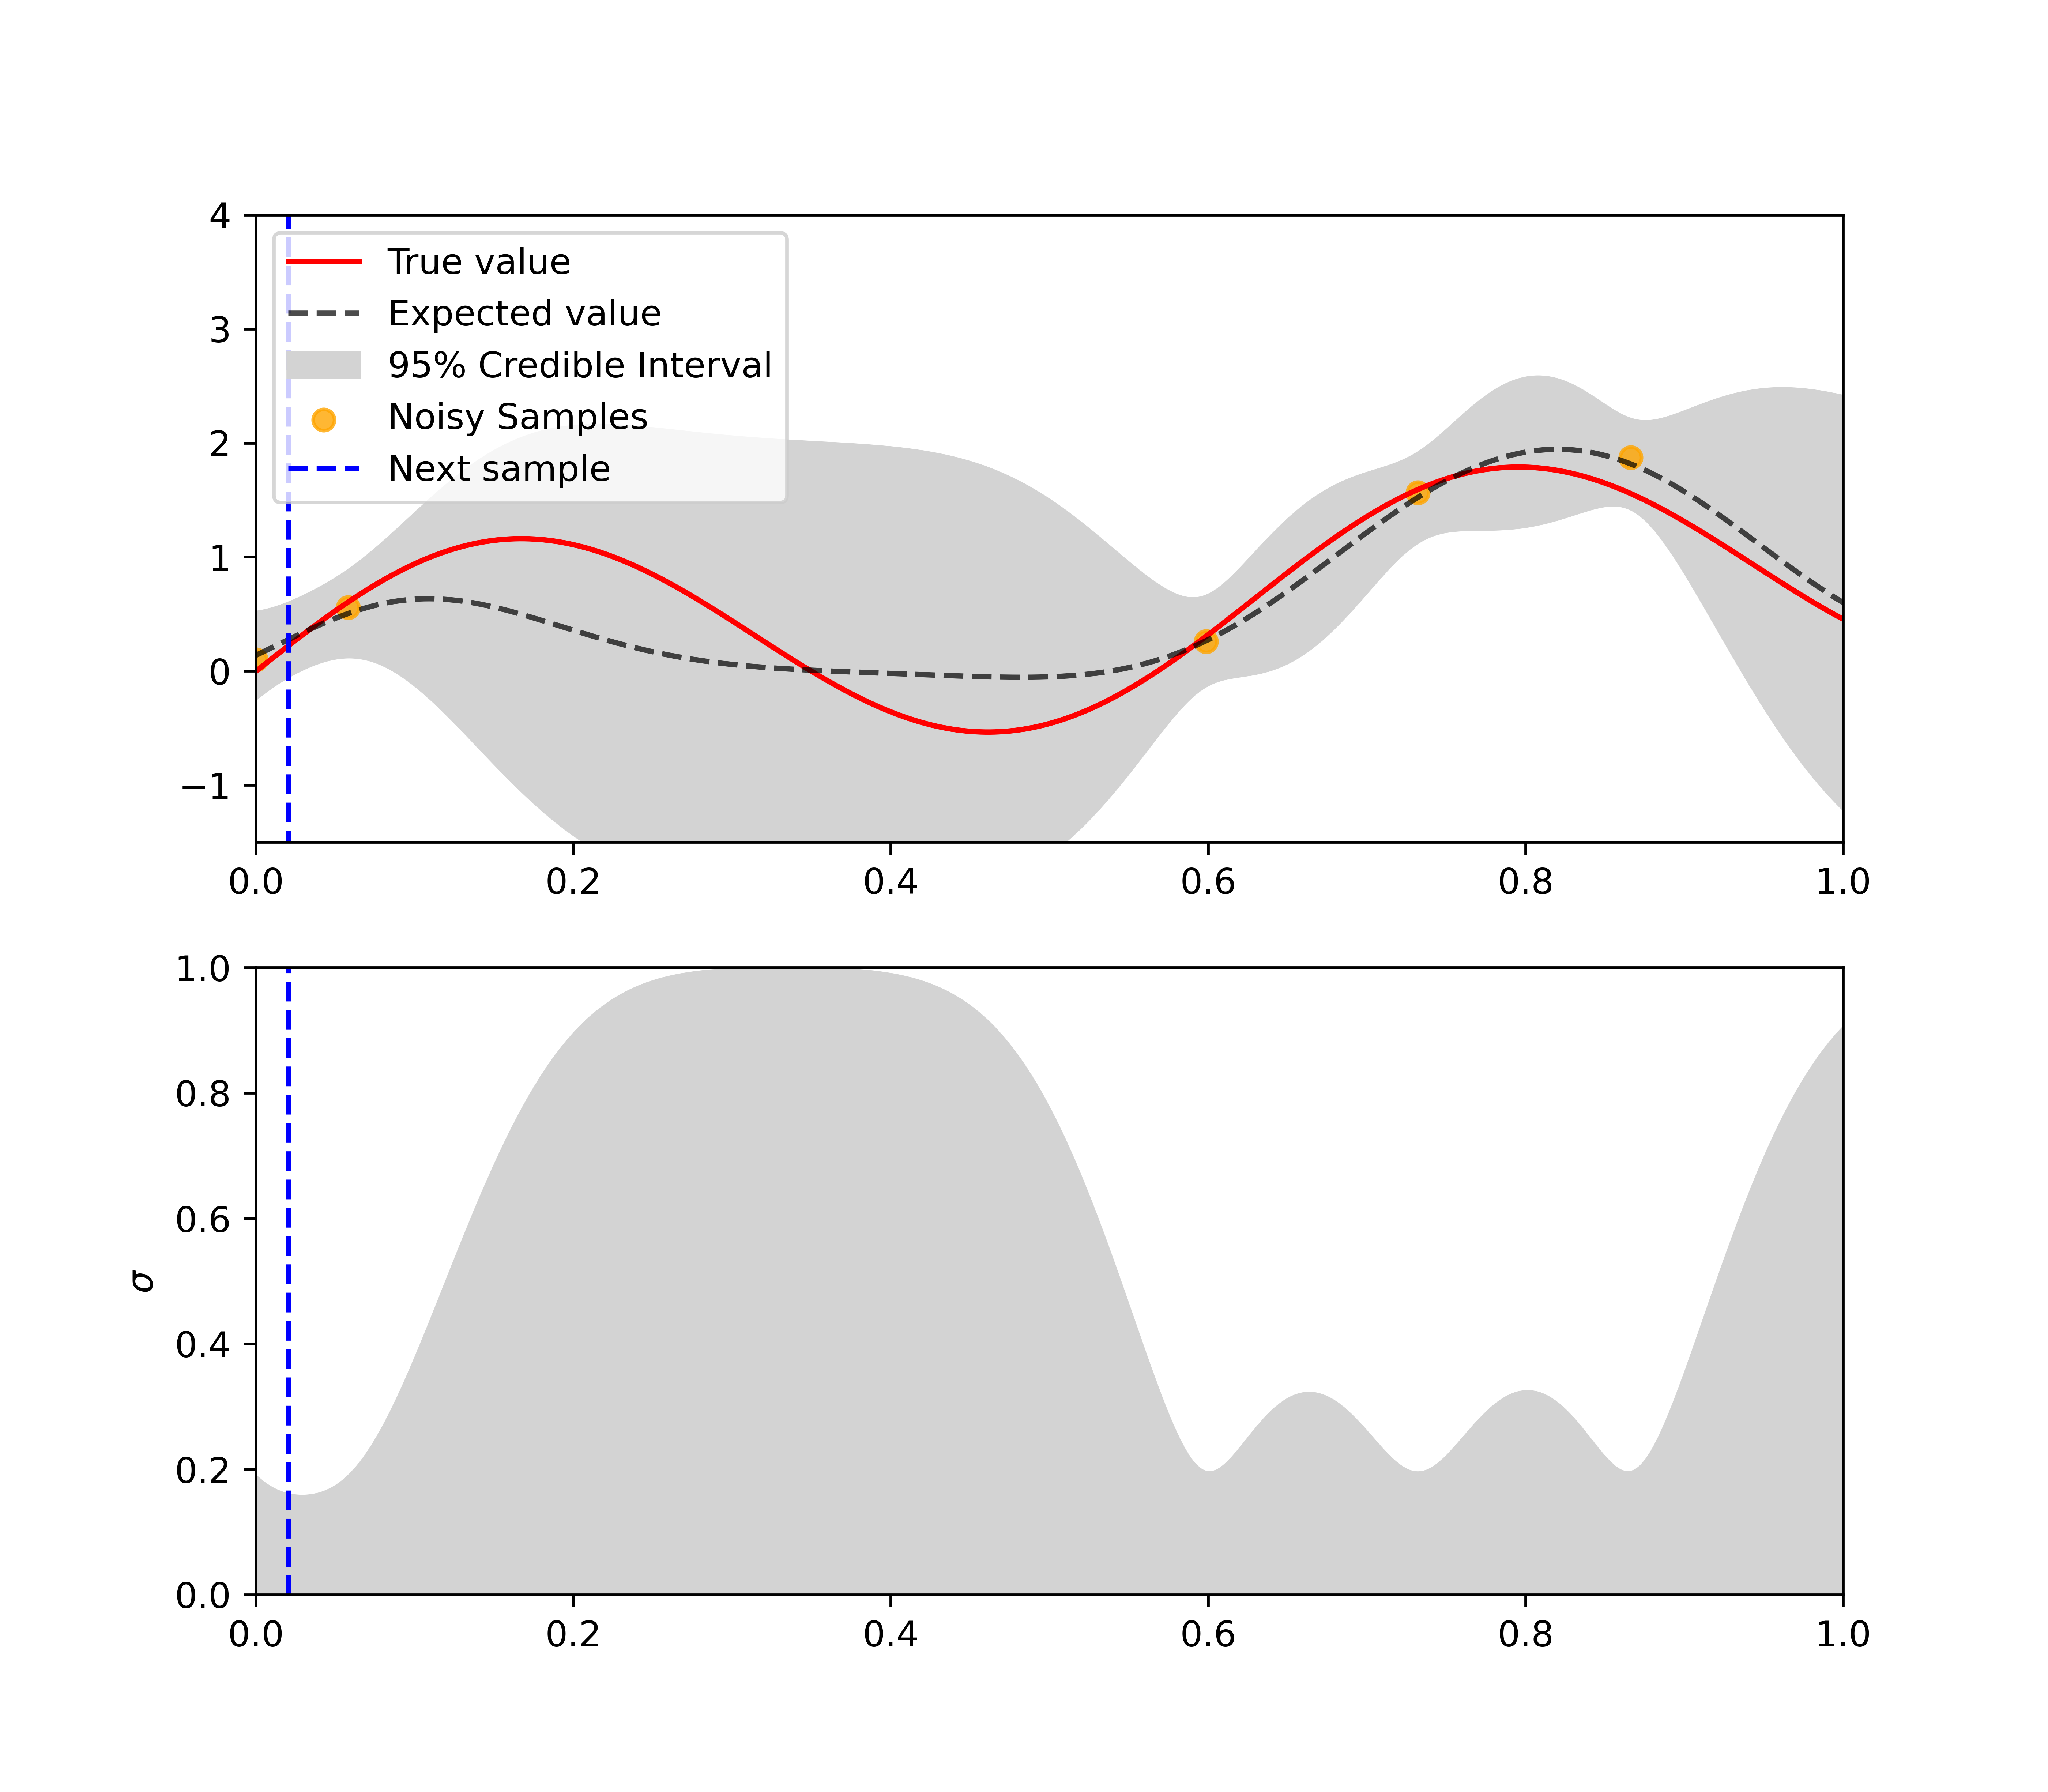 4
3
2
1
0
−1
True value
Expected value
95% Credible Interval
Noisy Samples
Next sample
0.0 0.2 0.4 0.6 0.8 1.0
1.0
0.8
0.6
0.4
0.2
0.0
σ
0.0 0.2 0.4 0.6 0.8 1.0